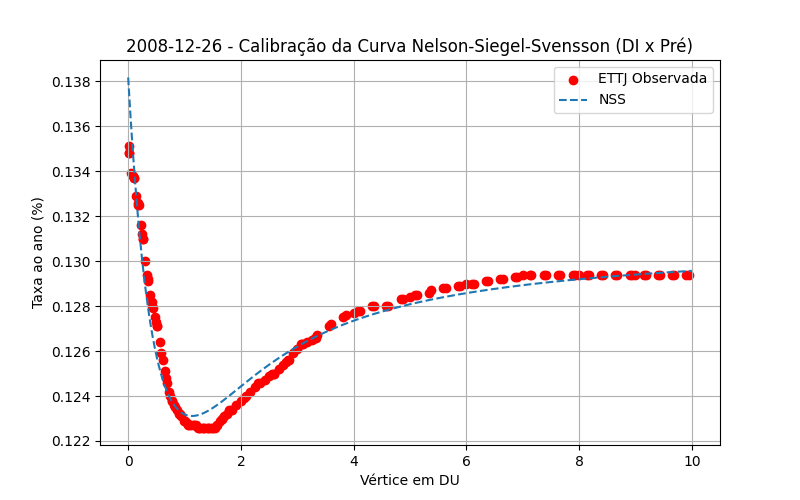 2008-12-26 - Calibração da Curva Nelson-Siegel-Svensson (DI x Pré)
ETTJ Observada
NSS
Taxa ao ano (%)
0.138
0.136
0.134
0.132
0.130
0.128
0.126
0.124
0.122
0 2 4 6 8 10
Vértice em DU